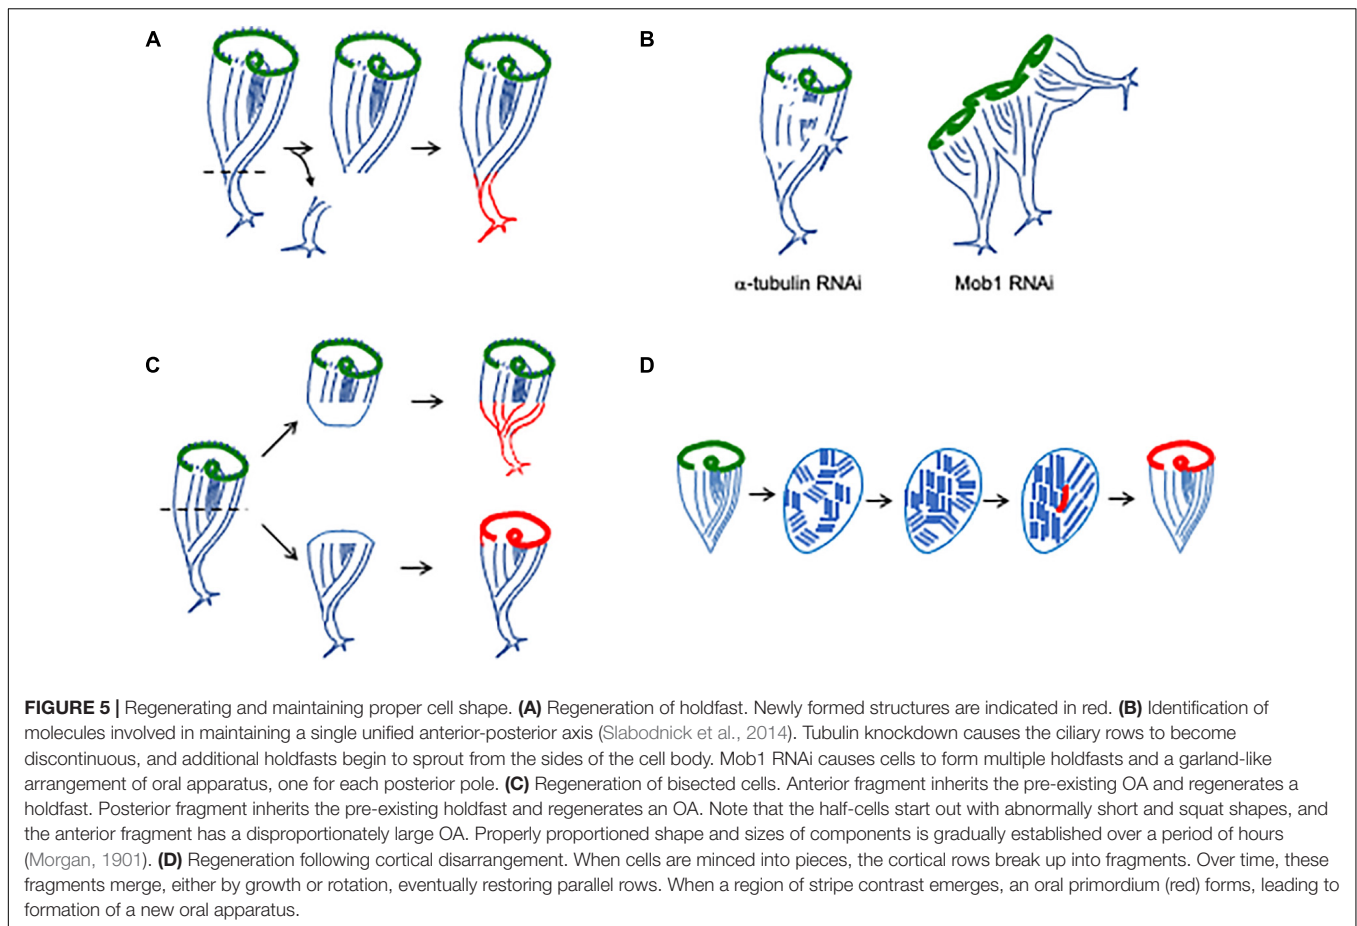 A
B
α-tubulin RNAi
Mob1 RNAi
C
D
FIGURE 5 | Regenerating and maintaining proper cell shape. (A) Regeneration of holdfast. Newly formed structures are indicated in red. (B) Identification of
molecules involved in maintaining a single unified anterior-posterior axis (Slabodnick et al., 2014). Tubulin knockdown causes the ciliary rows to become
discontinuous, and additional holdfasts begin to sprout from the sides of the cell body. Mob1 RNAi causes cells to form multiple holdfasts and a garland-like
arrangement of oral apparatus, one for each posterior pole. (C) Regeneration of bisected cells. Anterior fragment inherits the pre-existing OA and regenerates a
holdfast. Posterior fragment inherits the pre-existing holdfast and regenerates an OA. Note that the half-cells start out with abnormally short and squat shapes, and
the anterior fragment has a disproportionately large OA. Properly proportioned shape and sizes of components is gradually established over a period of hours
(Morgan, 1901). (D) Regeneration following cortical disarrangement. When cells are minced into pieces, the cortical rows break up into fragments. Over time, these
fragments merge, either by growth or rotation, eventually restoring parallel rows. When a region of stripe contrast emerges, an oral primordium (red) forms, leading to
formation of a new oral apparatus.